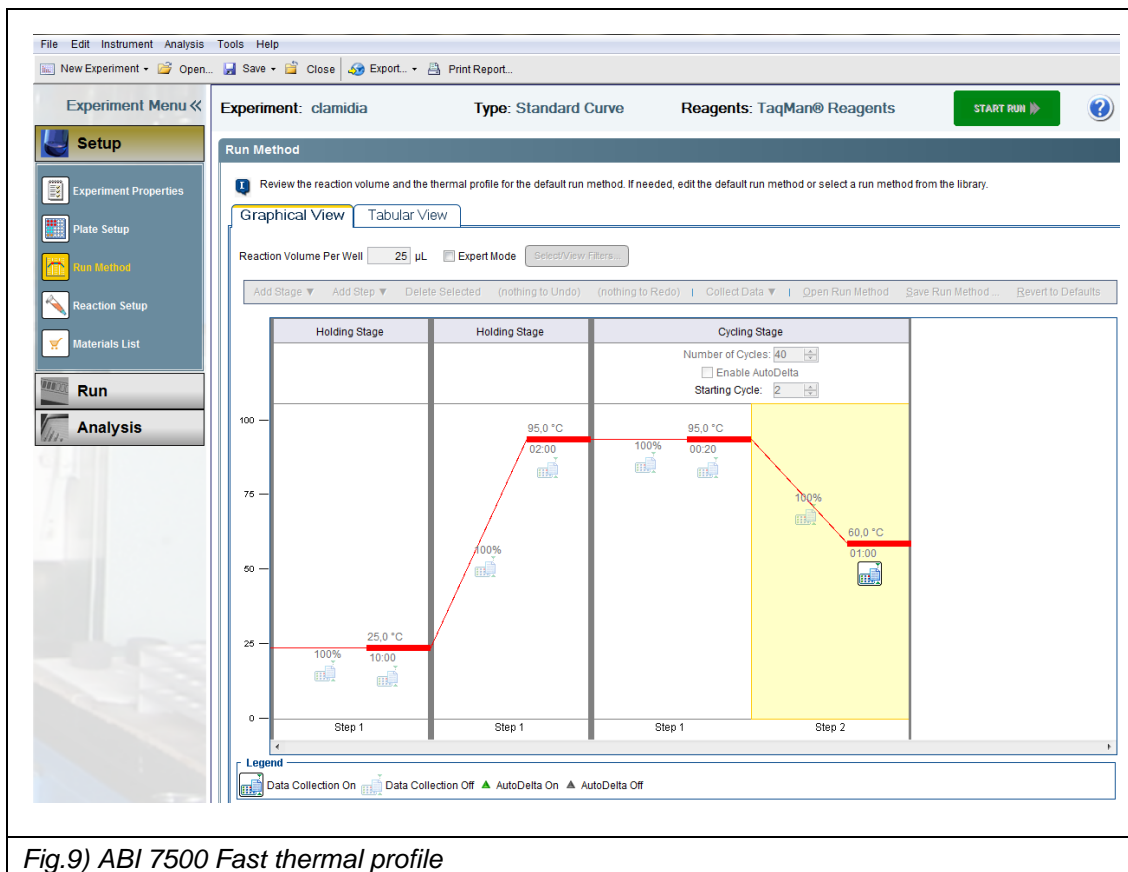 File Edit Instrument Analysis Tools Help
New Experiment Open... Save Close Export... Print Report...
Experiment Menu «
Experiment: clamidia Type: Standard Curve Reagents: TaqMan® Reagents START RUN
Setup
Experiment Properties
Plate Setup
Run Method
Reaction Setup
Materials List
Run
Analysis
Run Method
Review the reaction volume and the thermal profile for the default run method. If needed, edit the default run method or select a run method from the library.
Graphical View Tabular View
Reaction Volume Per Well 25 µL Expert Mode Select/View Filters...
Add Stage Add Step Delete Selected (nothing to Undo) (nothing to Redo) | Collect Data | Open Run Method Save Run Method ... Revert to Defaults
Holding Stage Holding Stage Cycling Stage
Number of Cycles: 40
Enable AutoDelta
Starting Cycle: 2
100
95,0 °C 95,0 °C
02:00 100% 00:20
75
100%
60,0 °C
100% 01:00
50
25,0 °C
25
100% 10:00
0
Step 1 Step 1 Step 1 Step 2
Legend
Data Collection On Data Collection Off AutoDelta On AutoDelta Off
Fig.9) ABI 7500 Fast thermal profile